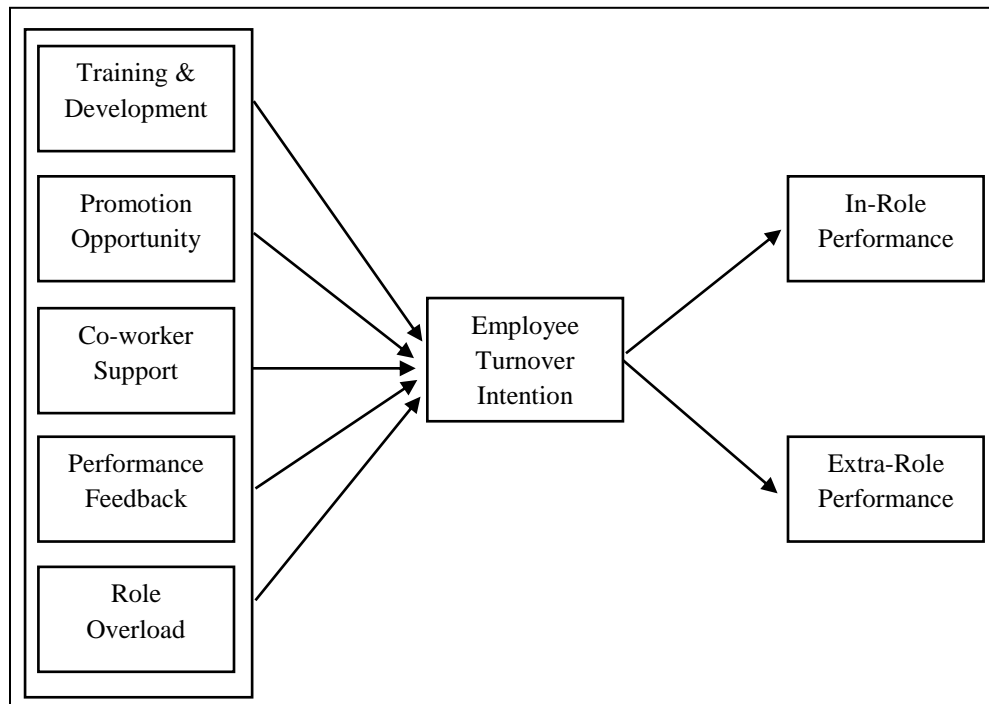 Training &
Development
Promotion
Opportunity
Co-worker
Support
Performance
Feedback
Role
Overload
Employee
Turnover
Intention
In-Role
Performance
Extra-Role
Performance